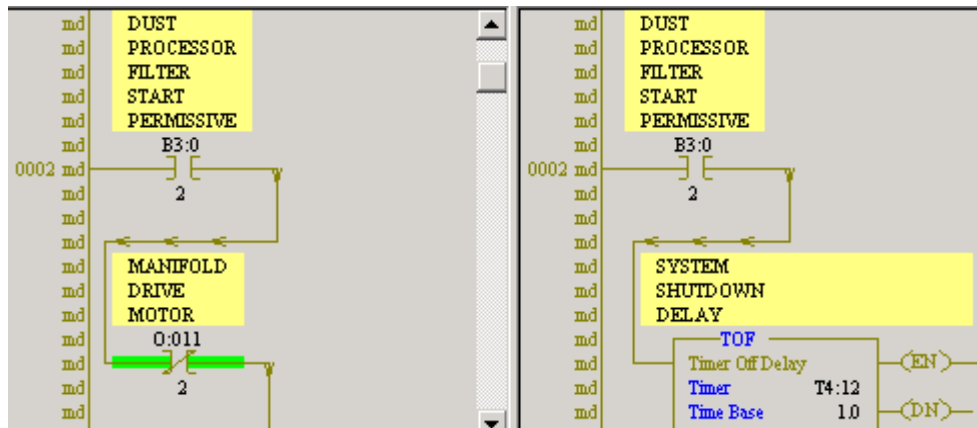 md DUST
md PROCESSOR
md FILTER
md START
md PERMISSIVE
md B3:0
0002 md
md 2
md
md
md MANIFOLD
md DRIVE
md MOTOR
md O:011
md
md 2
md
md DUST
md PROCESSOR
md FILTER
md START
md PERMISSIVE
md B3:0
0002 md
md 2
md
md
md SYSTEM
md SHUTDOWN
md DELAY
md TOF
md Timer Off Delay (EN)
md Timer T4:12
md Time Base 1.0 (DN)